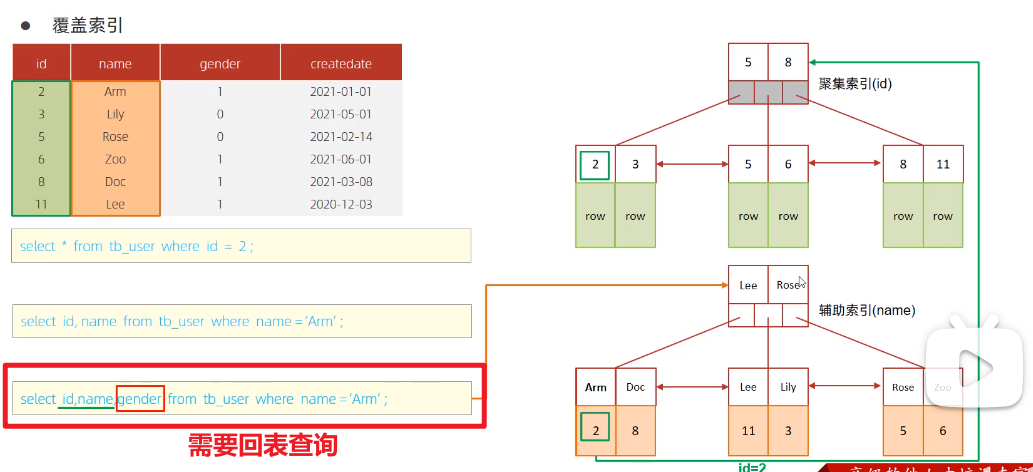 ● 覆盖索引
id name gender createdate
2 Arm 1 2021-01-01
3 Lily 0 2021-05-01
5 Rose 0 2021-02-14
6 Zoo 1 2021-06-01
8 Doc 1 2021-03-08
11 Lee 1 2020-12-03
select * from tb_user where id = 2 ;
select id, name from tb_user where name = 'Arm' ;
select id,name,gender from tb_user where name = 'Arm' ;
需要回表查询
5 8
聚集索引(id)
2 3 5 6 8 11
row row row row row row
Lee Rose
辅助索引(name)
Arm Doc Lee Lily Rose Zoo
2 8 11 3 5 6
id=2